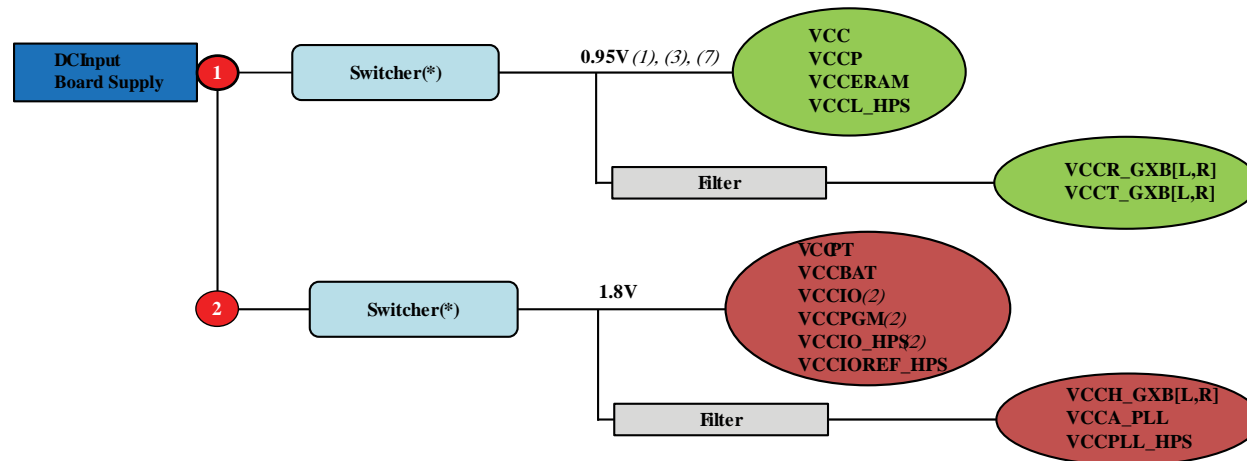 DCInput
Board Supply
1
Switcher(*)
0.95V (1), (3), (7)
VCC
VCCP
VCCERAM
VCCL_HPS
Filter
VCCR_GXB[L,R]
VCCT_GXB[L,R]
2
Switcher(*)
1.8V
VCCPT
VCCBAT
VCCIO(2)
VCCPGM(2)
VCCIO_HPS(2)
VCCIOREF_HPS
Filter
VCCH_GXB[L,R]
VCCA_PLL
VCCPLL_HPS